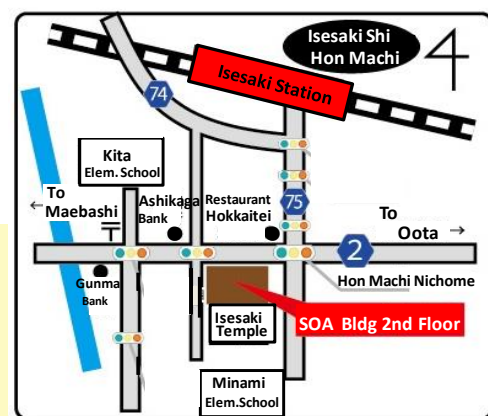 Isesaki Shi
Hon Machi
Isesaki Station
74
Kita
Elem. School
To
Maebashi
←
〒
Ashikaga
Bank
Restaurant
Hokkaitei
75
To
Oota →
2
Gunma
Bank
Hon Machi Nichome
Isesaki
Temple
SOA Bldg 2nd Floor
Minami
Elem.School